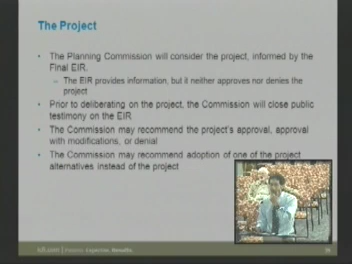 The Project
• The Planning Commission will consider the project, informed by the
Final EIR.
– The EIR provides information, but it neither approves nor denies the
project
• Prior to deliberating on the project, the Commission will close public
testimony on the EIR
• The Commission may recommend the project's approval, approval
with modifications, or denial
• The Commission may recommend adoption of one of the project
alternatives instead of the project
Expertise. Results.